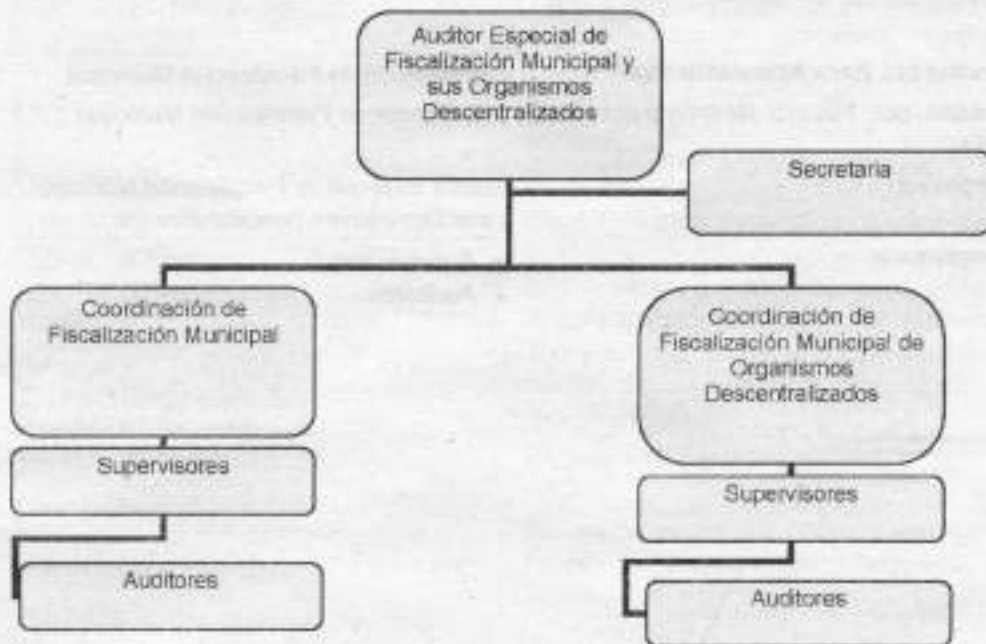 Auditor Especial de
Fiscalización Municipal y
sus Organismos
Descentralizados
Secretaria
Coordinación de
Fiscalización Municipal
Coordinación de
Fiscalización Municipal de
Organismos
Descentralizados
Supervisores
Supervisores
Auditores
Auditores